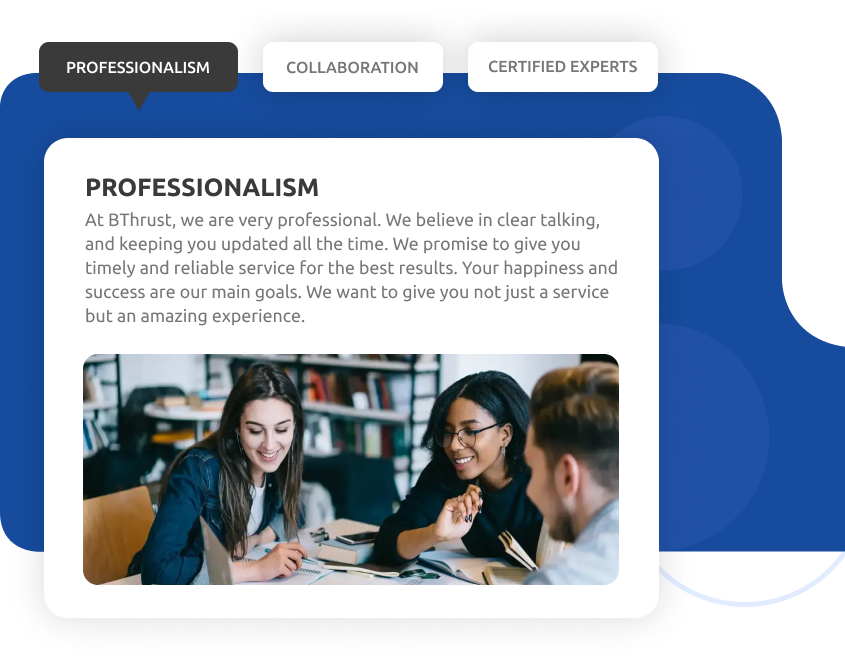 PROFESSIONALISM
COLLABORATION
CERTIFIED EXPERTS
PROFESSIONALISM
At BThrust, we are very professional. We believe in clear talking,
and keeping you updated all the time. We promise to give you
timely and reliable service for the best results. Your happiness and
success are our main goals. We want to give you not just a service
but an amazing experience.